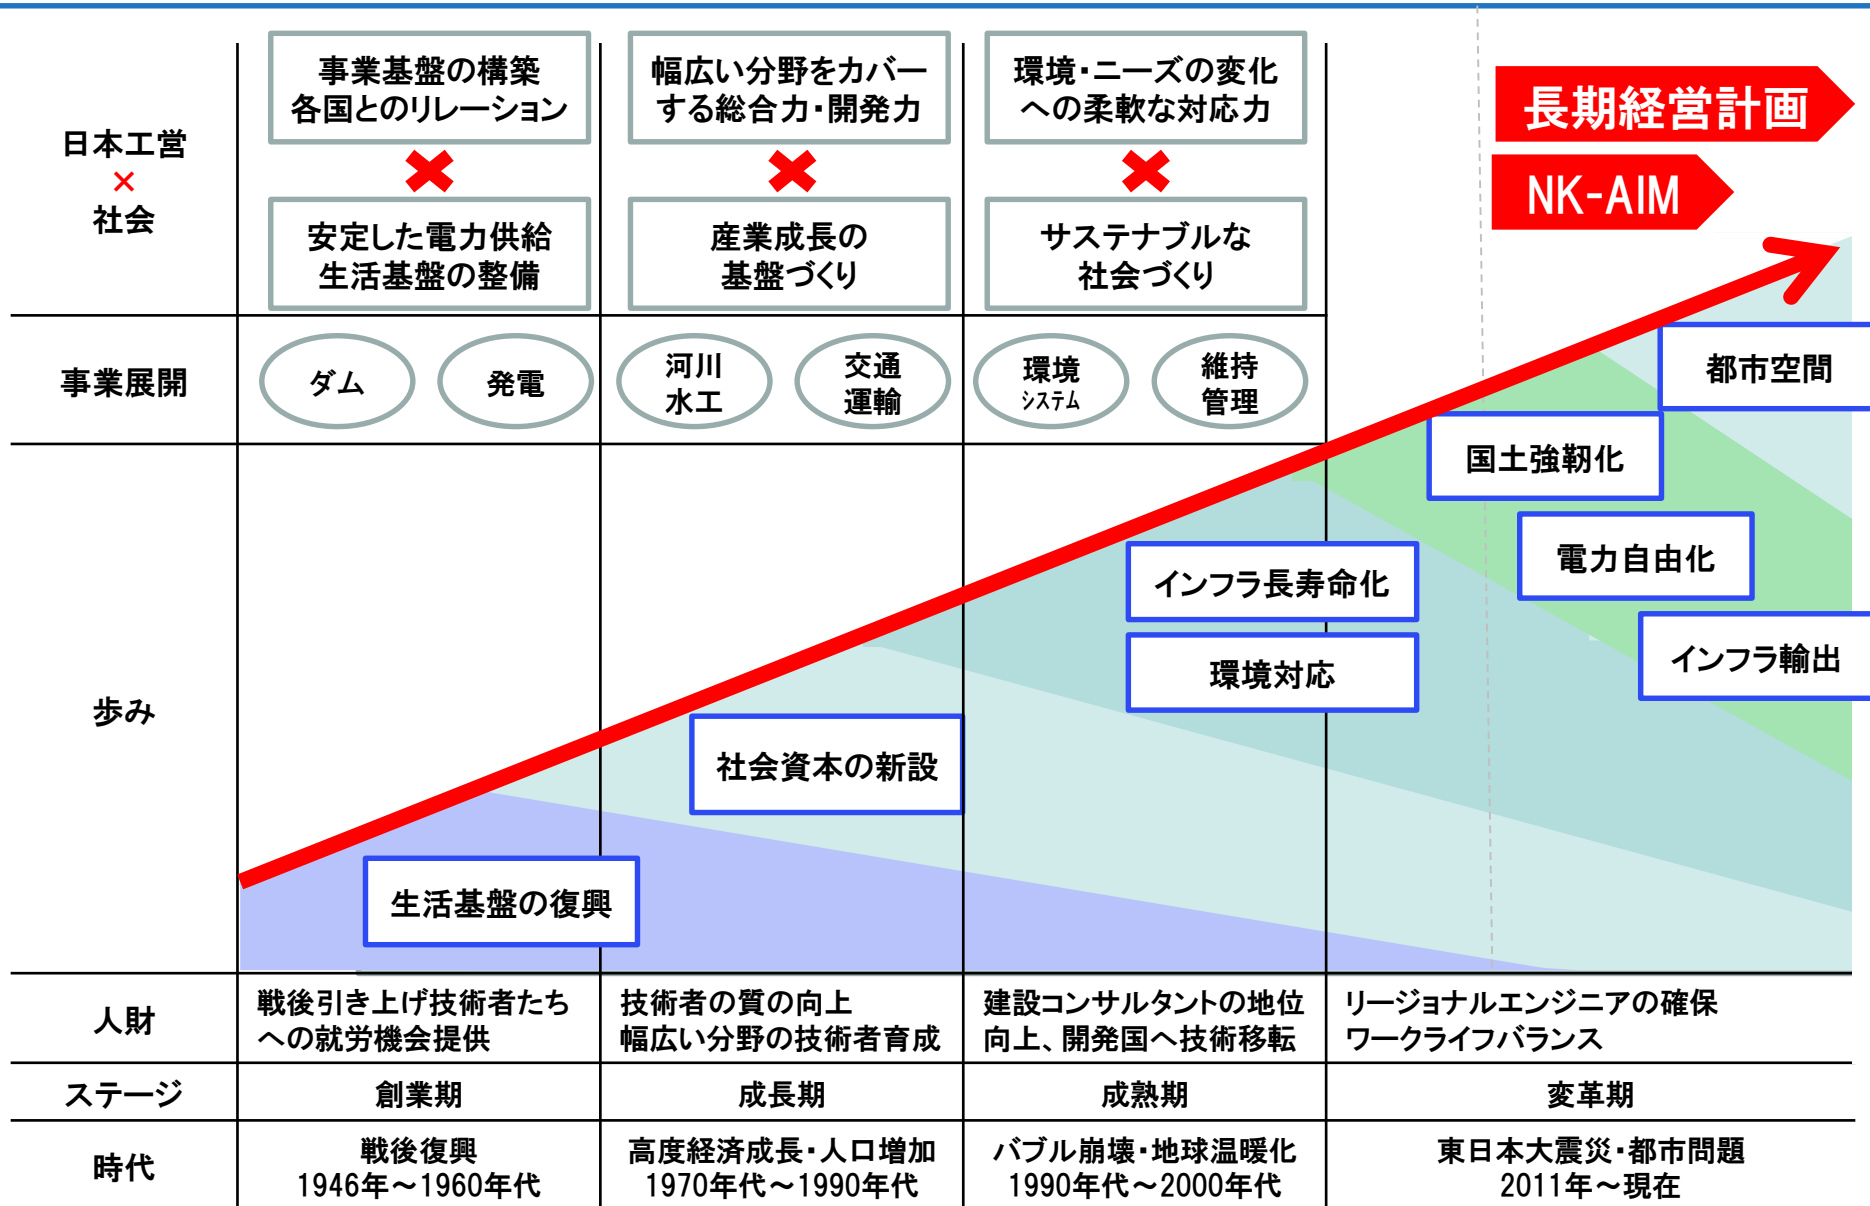 日本工営
×
社会
事業基盤の構築
各国とのリレーション
安定した電力供給
生活基盤の整備
幅広い分野をカバー
する総合力・開発力
産業成長の
基盤づくり
環境・ニーズの変化
への柔軟な対応力
サステナブルな
社会づくり
長期経営計画
NK-AIM
事業展開
ダム
発電
河川
水工
交通
運輸
環境
システム
維持
管理
歩み
都市空間
国土強靭化
電力自由化
インフラ長寿命化
インフラ輸出
環境対応
社会資本の新設
生活基盤の復興
人財
戦後引き上げ技術者たち
への就労機会提供
技術者の質の向上
幅広い分野の技術者育成
建設コンサルタントの地位
向上、開発国へ技術移転
リージョナルエンジニアの確保
ワークライフバランス
ステージ
創業期
成長期
成熟期
変革期
時代
戦後復興
1946年～1960年代
高度経済成長・人口増加
1970年代～1990年代
バブル崩壊・地球温暖化
1990年代～2000年代
東日本大震災・都市問題
2011年～現在